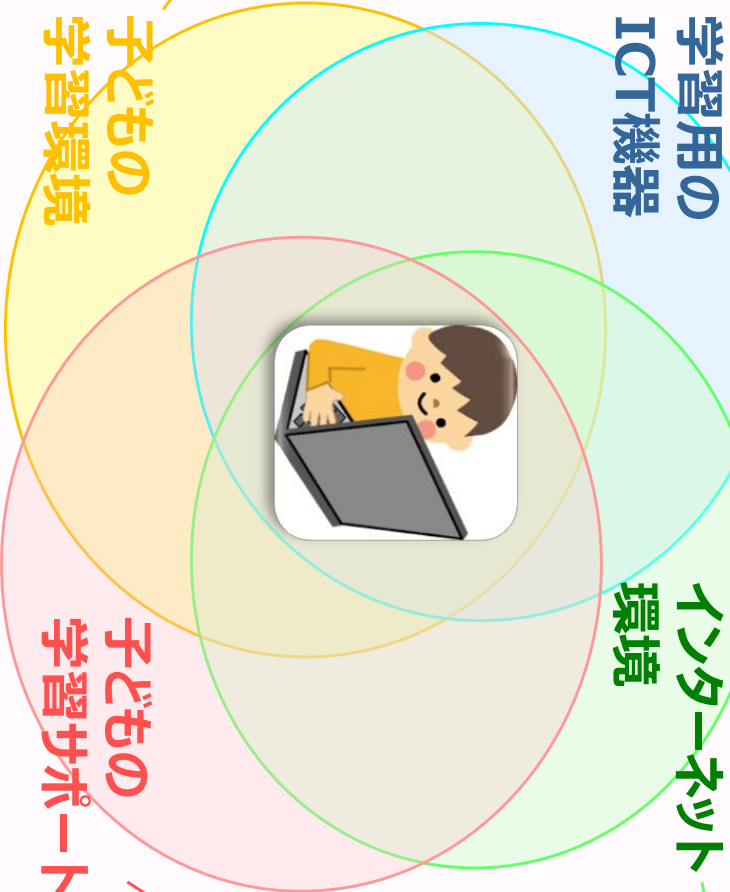 学習用の
ICT機器
インターネット
環境
子どもの
学習環境
子どもの
学習サポート